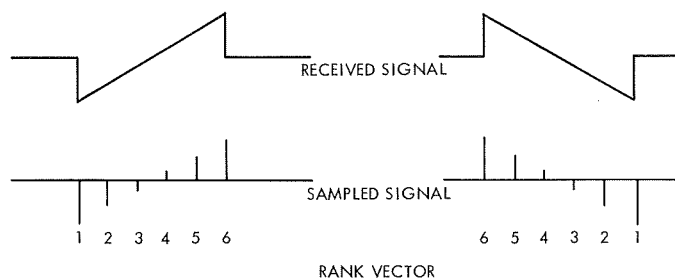 RECEIVED SIGNAL
SAMPLED SIGNAL
1 2 3 4 5 6 6 5 4 3 2 1
RANK VECTOR